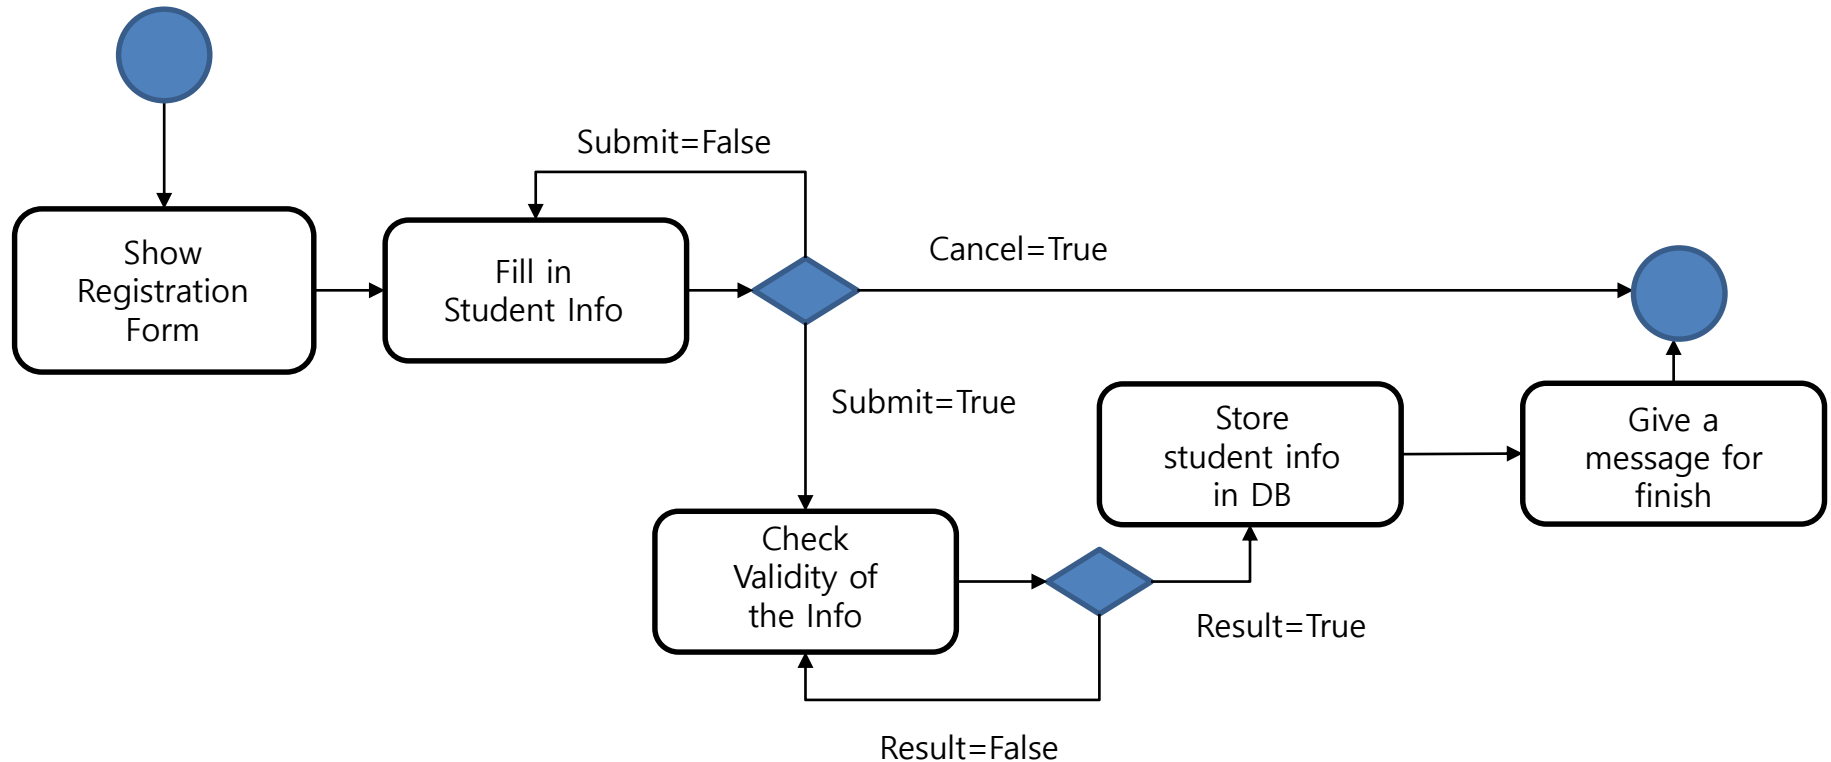 Submit=False
Show
Registration
Form
Fill in
Student Info
Cancel=True
Submit=True
Store
student info
in DB
Give a
message for
finish
Check
Validity of
the Info
Result=True
Result=False